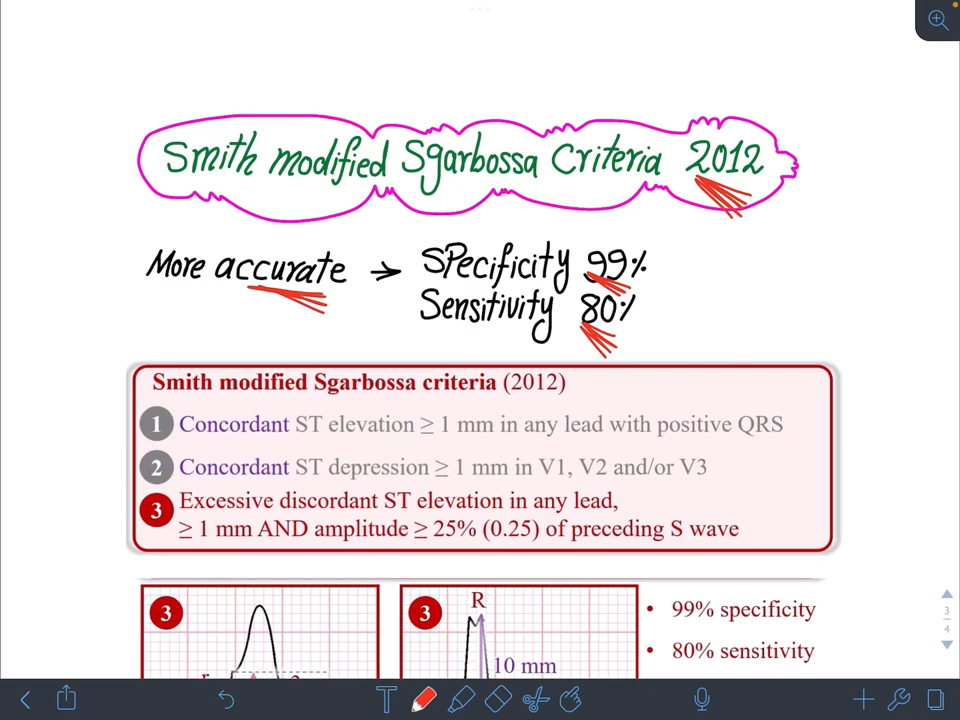 Smith modified Sgarbossa Criteria 2012
More accurate → Specificity 99%
Sensitivity 80%
Smith modified Sgarbossa criteria (2012)
1 Concordant ST elevation ≥ 1 mm in any lead with positive QRS
2 Concordant ST depression ≥ 1 mm in V1, V2 and/or V3
3 Excessive discordant ST elevation in any lead,
≥ 1 mm AND amplitude ≥ 25% (0.25) of preceding S wave
3
3
R
10 mm
• 99% specificity
• 80% sensitivity
3
4
T